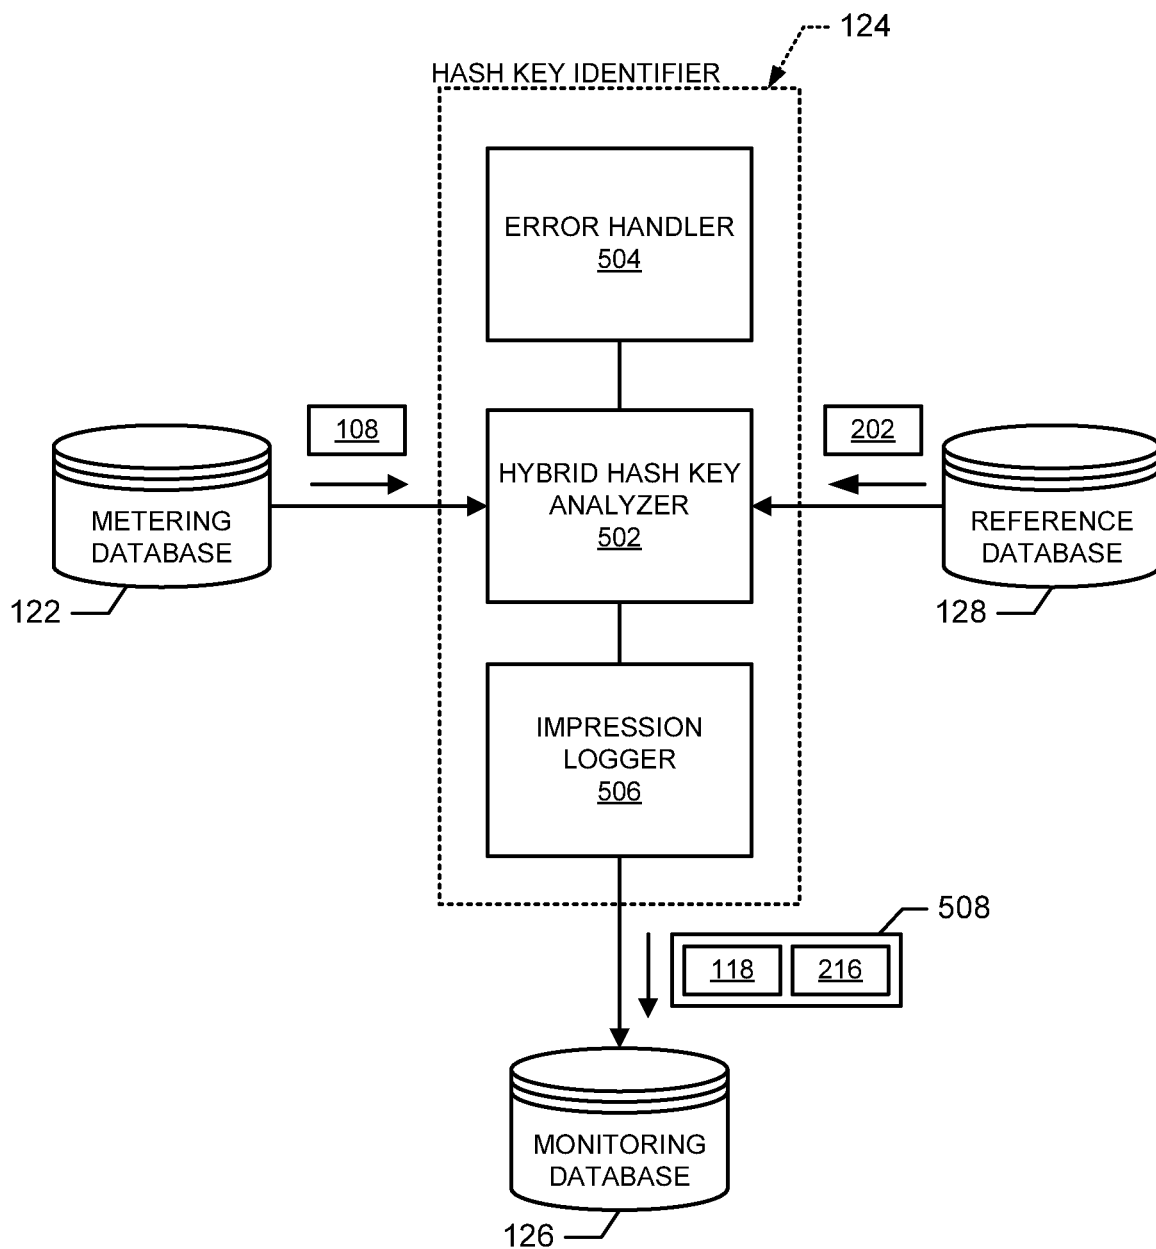 124
HASH KEY IDENTIFIER
ERROR HANDLER
504
108
202
HYBRID HASH KEY
ANALYZER
502
METERING
DATABASE
REFERENCE
DATABASE
122
128
IMPRESSION
LOGGER
506
508
118
216
MONITORING
DATABASE
126